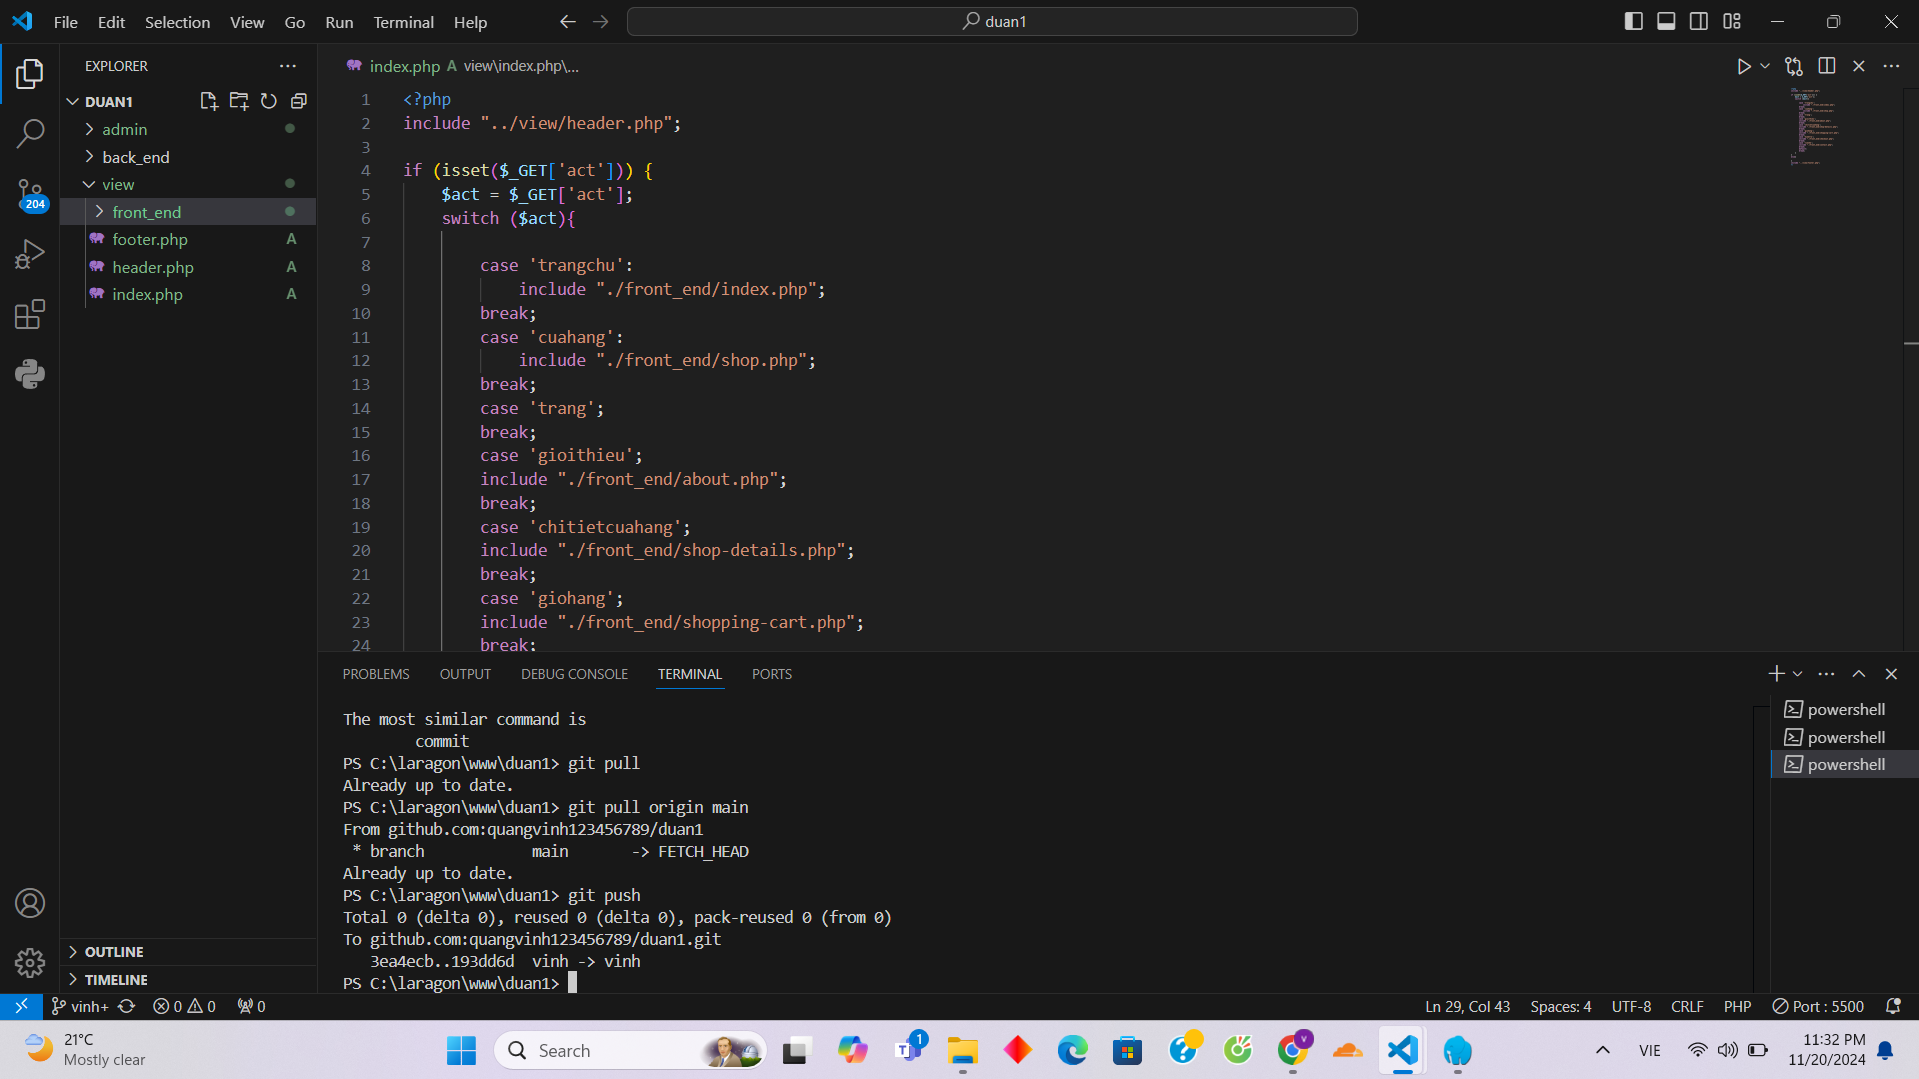 File Edit Selection View Go Run Terminal Help
duan1
EXPLORER
DUAN1
admin
back_end
view
front_end
footer.php A
header.php A
index.php A
204
OUTLINE
TIMELINE
index.php A view\index.php\...
1 <?php
2 include "../view/header.php";
3
4 if (isset($_GET['act'])) {
5 $act = $_GET['act'];
6 switch ($act){
7
8 case 'trangchu':
9 include "./front_end/index.php";
10 break;
11 case 'cuahang':
12 include "./front_end/shop.php";
13 break;
14 case 'trang';
15 break;
16 case 'gioithieu';
17 include "./front_end/about.php";
18 break;
19 case 'chitietcuahang';
20 include "./front_end/shop-details.php";
21 break;
22 case 'giohang';
23 include "./front_end/shopping-cart.php";
24 break;
PROBLEMS OUTPUT DEBUG CONSOLE TERMINAL PORTS
The most similar command is
commit
PS C:\laragon\www\duan1> git pull
Already up to date.
PS C:\laragon\www\duan1> git pull origin main
From github.com:quangvinh123456789/duan1
* branch main -> FETCH_HEAD
Already up to date.
PS C:\laragon\www\duan1> git push
Total 0 (delta 0), reused 0 (delta 0), pack-reused 0 (from 0)
To github.com:quangvinh123456789/duan1.git
3ea4ecb..193dd6d vinh -> vinh
PS C:\laragon\www\duan1>
powershell
powershell
powershell
vinh+ 0 0 0
Ln 29, Col 43 Spaces: 4 UTF-8 CRLF PHP Port : 5500
21°C
Mostly clear
Search
1
VIE
11:32 PM
11/20/2024